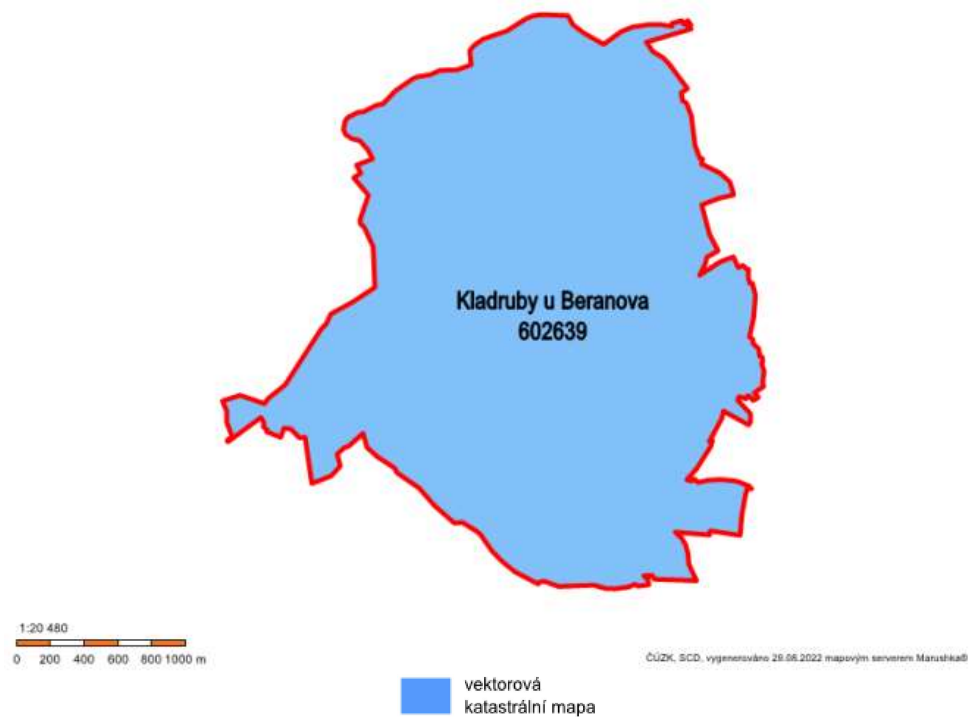 Kladruby u Beranova
602639
1:20 480
0 200 400 600 800 1000 m
ČÚZK, SCD, vygenerováno 28.06.2022 mapovým serverem Marushka®
vektorová
katastrální mapa